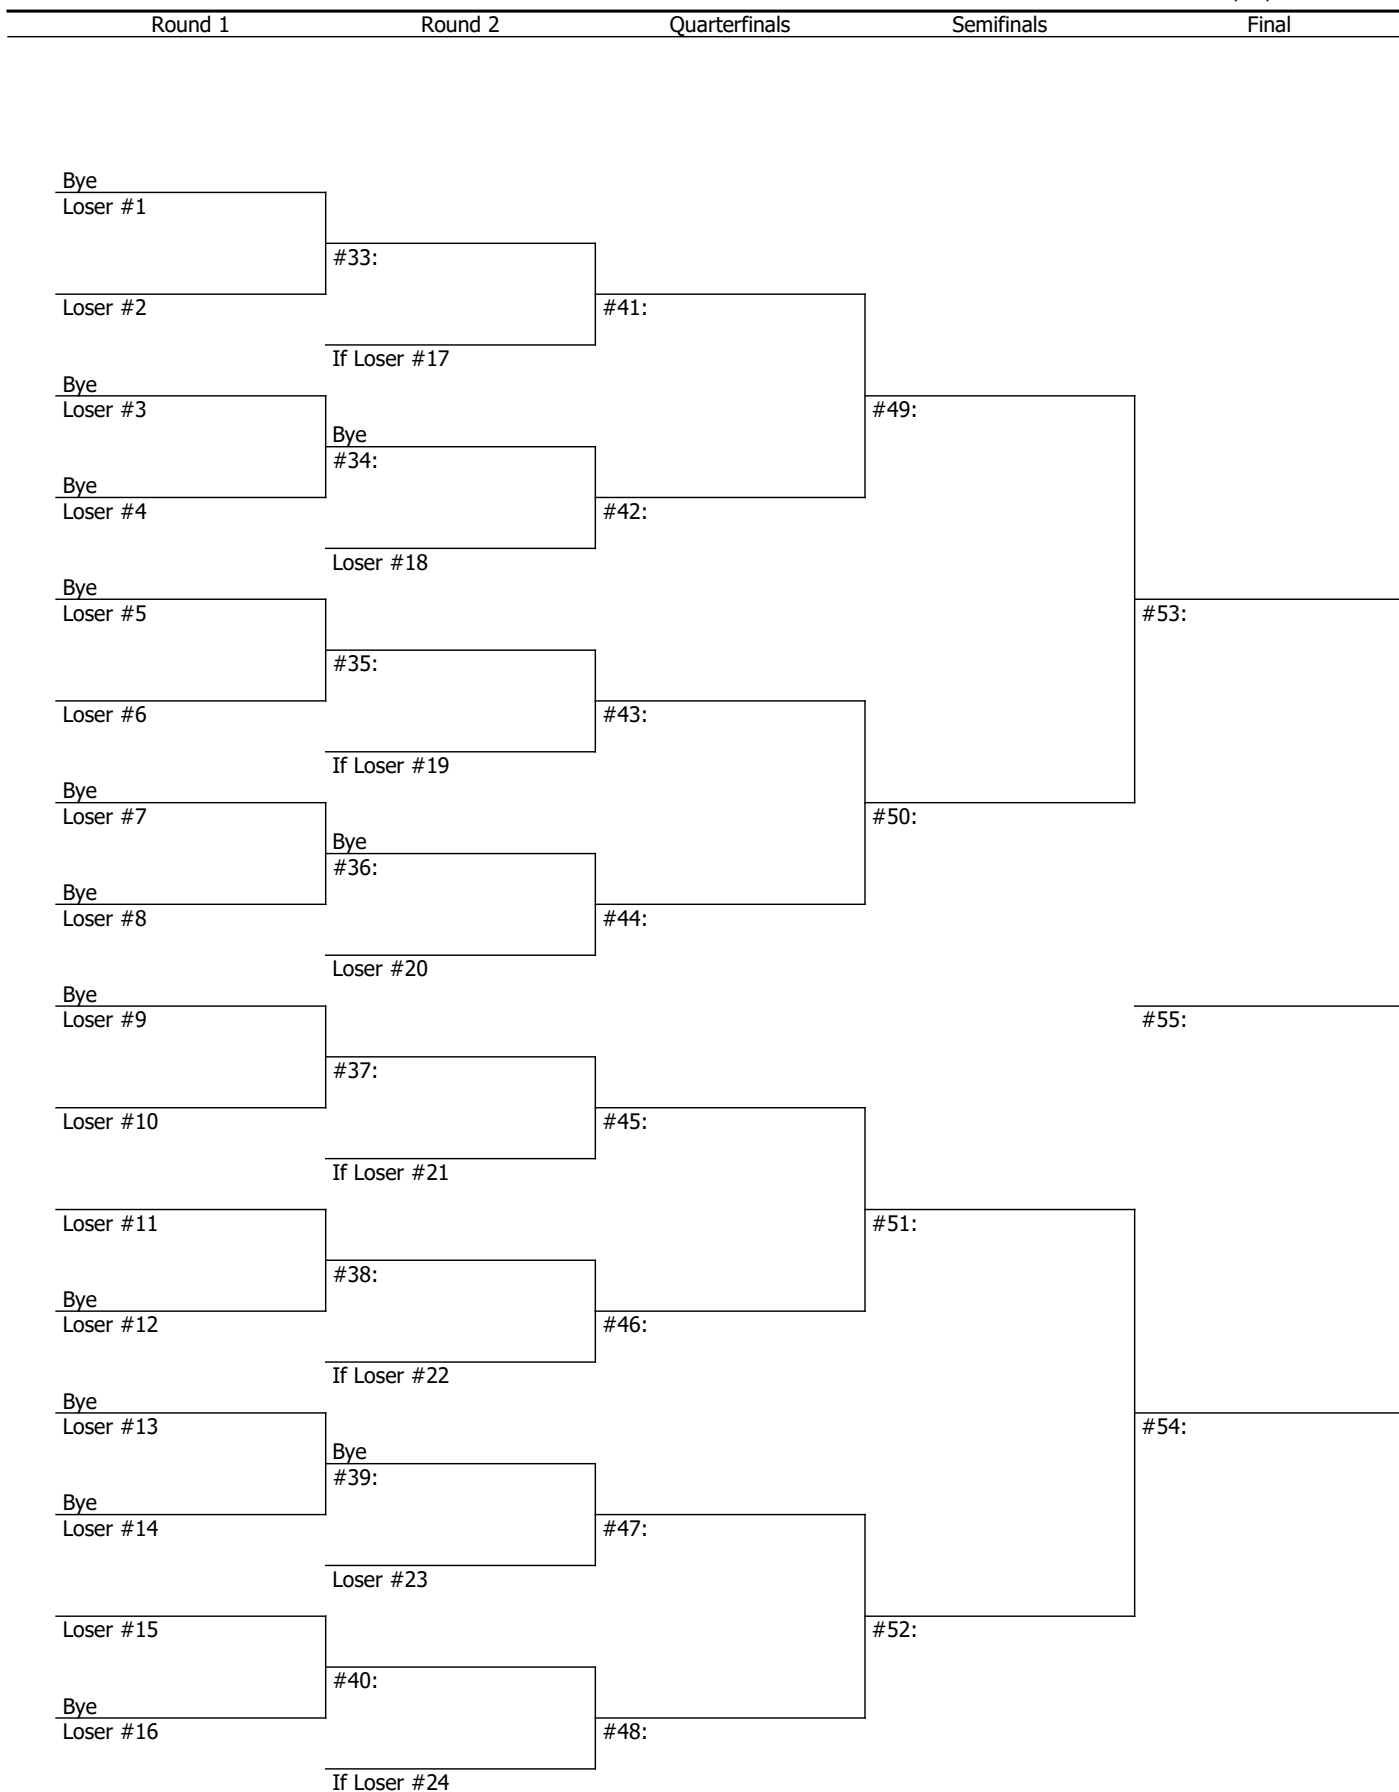 Round 1 Round 2 Quarterfinals Semifinals Final
Bye
Loser #1
#33:
Loser #2 #41:
If Loser #17
Bye
Loser #3 #49:
Bye
#34:
Bye
Loser #4 #42:
Loser #18
Bye
Loser #5 #53:
#35:
Loser #6 #43:
If Loser #19
Bye
Loser #7 #50:
Bye
#36:
Bye
Loser #8 #44:
Loser #20
Bye
Loser #9 #55:
#37:
Loser #10 #45:
If Loser #21
Loser #11 #51:
#38:
Bye
Loser #12 #46:
If Loser #22
Bye
Loser #13 #54:
Bye
#39:
Bye
Loser #14 #47:
Loser #23
Loser #15 #52:
#40:
Bye
Loser #16 #48:
If Loser #24